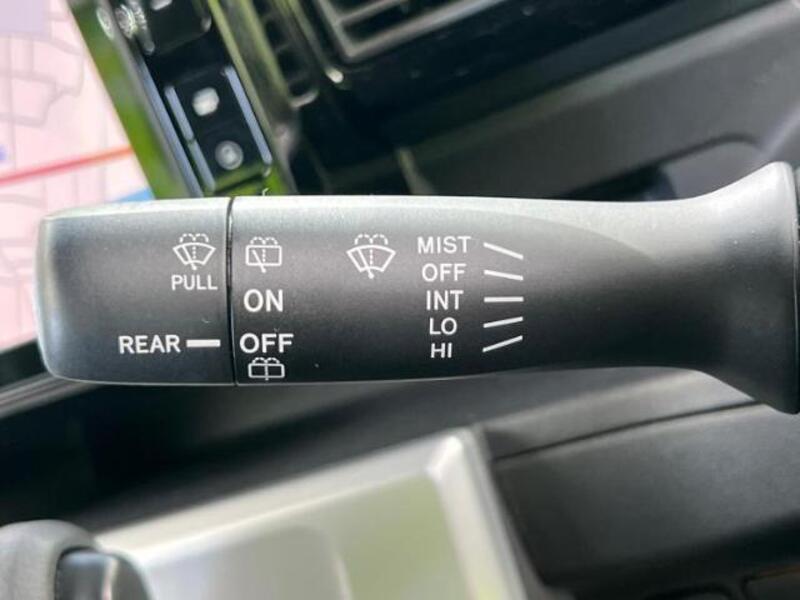 PULL
REAR
ON
OFF
MIST
OFF
INT
LO
HI